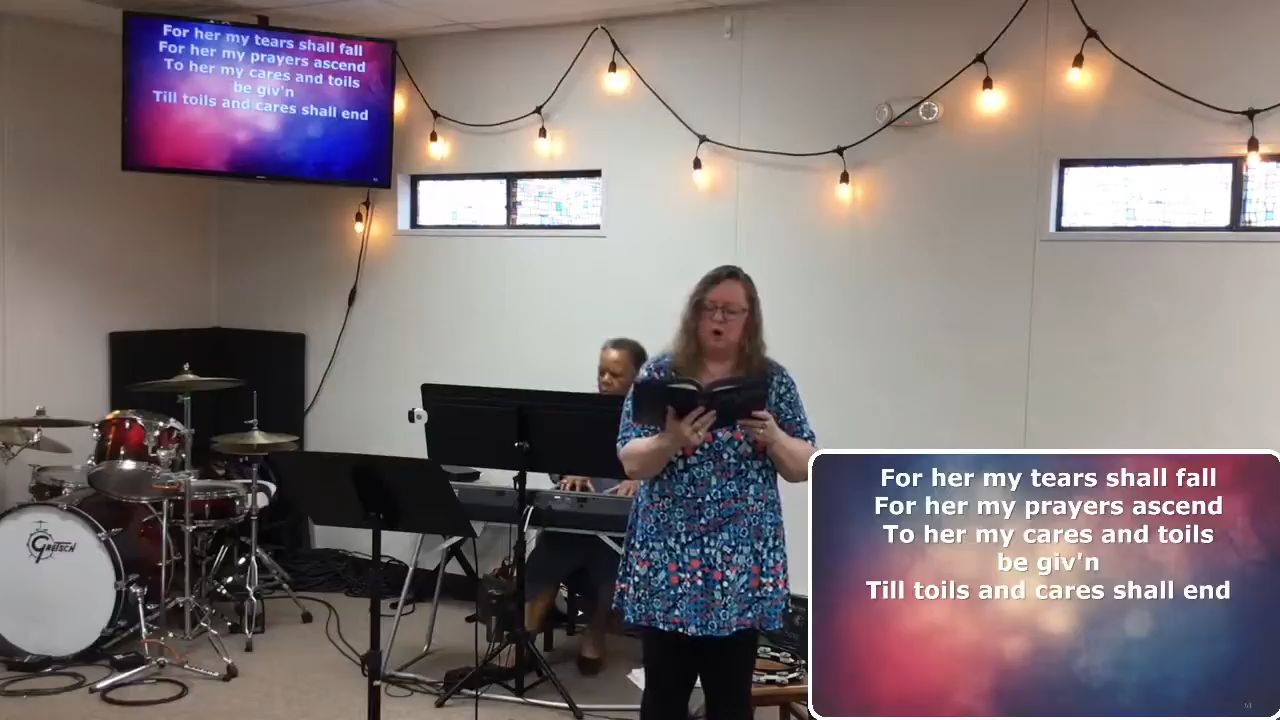 For her my tears shall fall
For her my prayers ascend
To her my cares and toils
be giv'n
Till toils and cares shall end
GRETSCH
For her my tears shall fall
For her my prayers ascend
To her my cares and toils
be giv'n
Till toils and cares shall end